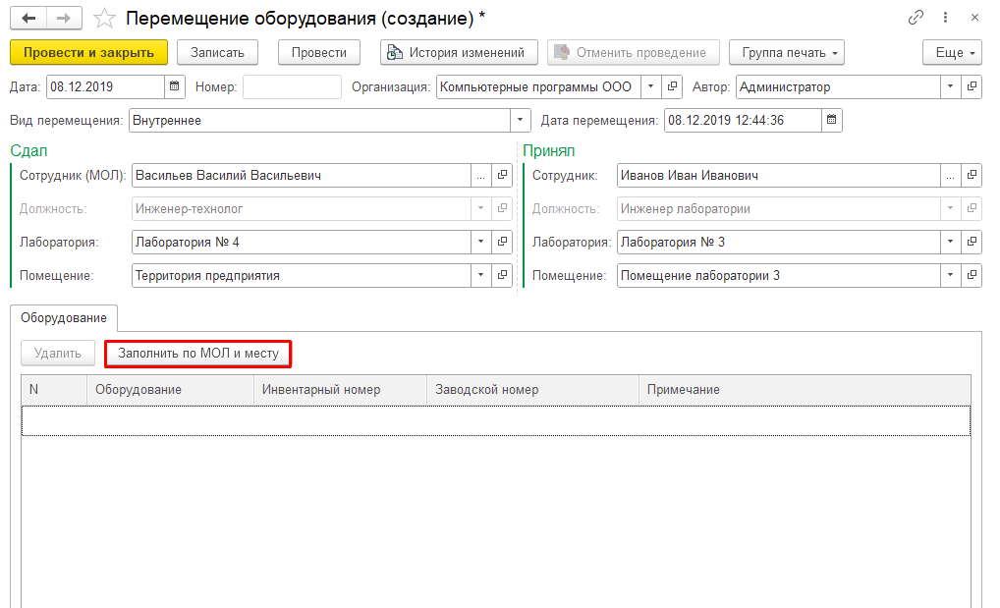 Перемещение оборудования (создание) *
Провести и закрыть Записать Провести История изменений Отменить проведение Группа печать Еще
Дата: 08.12.2019 Номер: Организация: Компьютерные программы ООО Автор: Администратор
Вид перемещения: Внутреннее Дата перемещения: 08.12.2019 12:44:36
Сдал Принял
Сотрудник (МОЛ): Васильев Василий Васильевич ... Сотрудник: Иванов Иван Иванович ...
Должность: Инженер-технолог Должность: Инженер лаборатории
Лаборатория: Лаборатория № 4 Лаборатория: Лаборатория № 3
Помещение: Территория предприятия Помещение: Помещение лаборатории 3
Оборудование
Удалить Заполнить по МОЛ и месту
N Оборудование Инвентарный номер Заводской номер Примечание